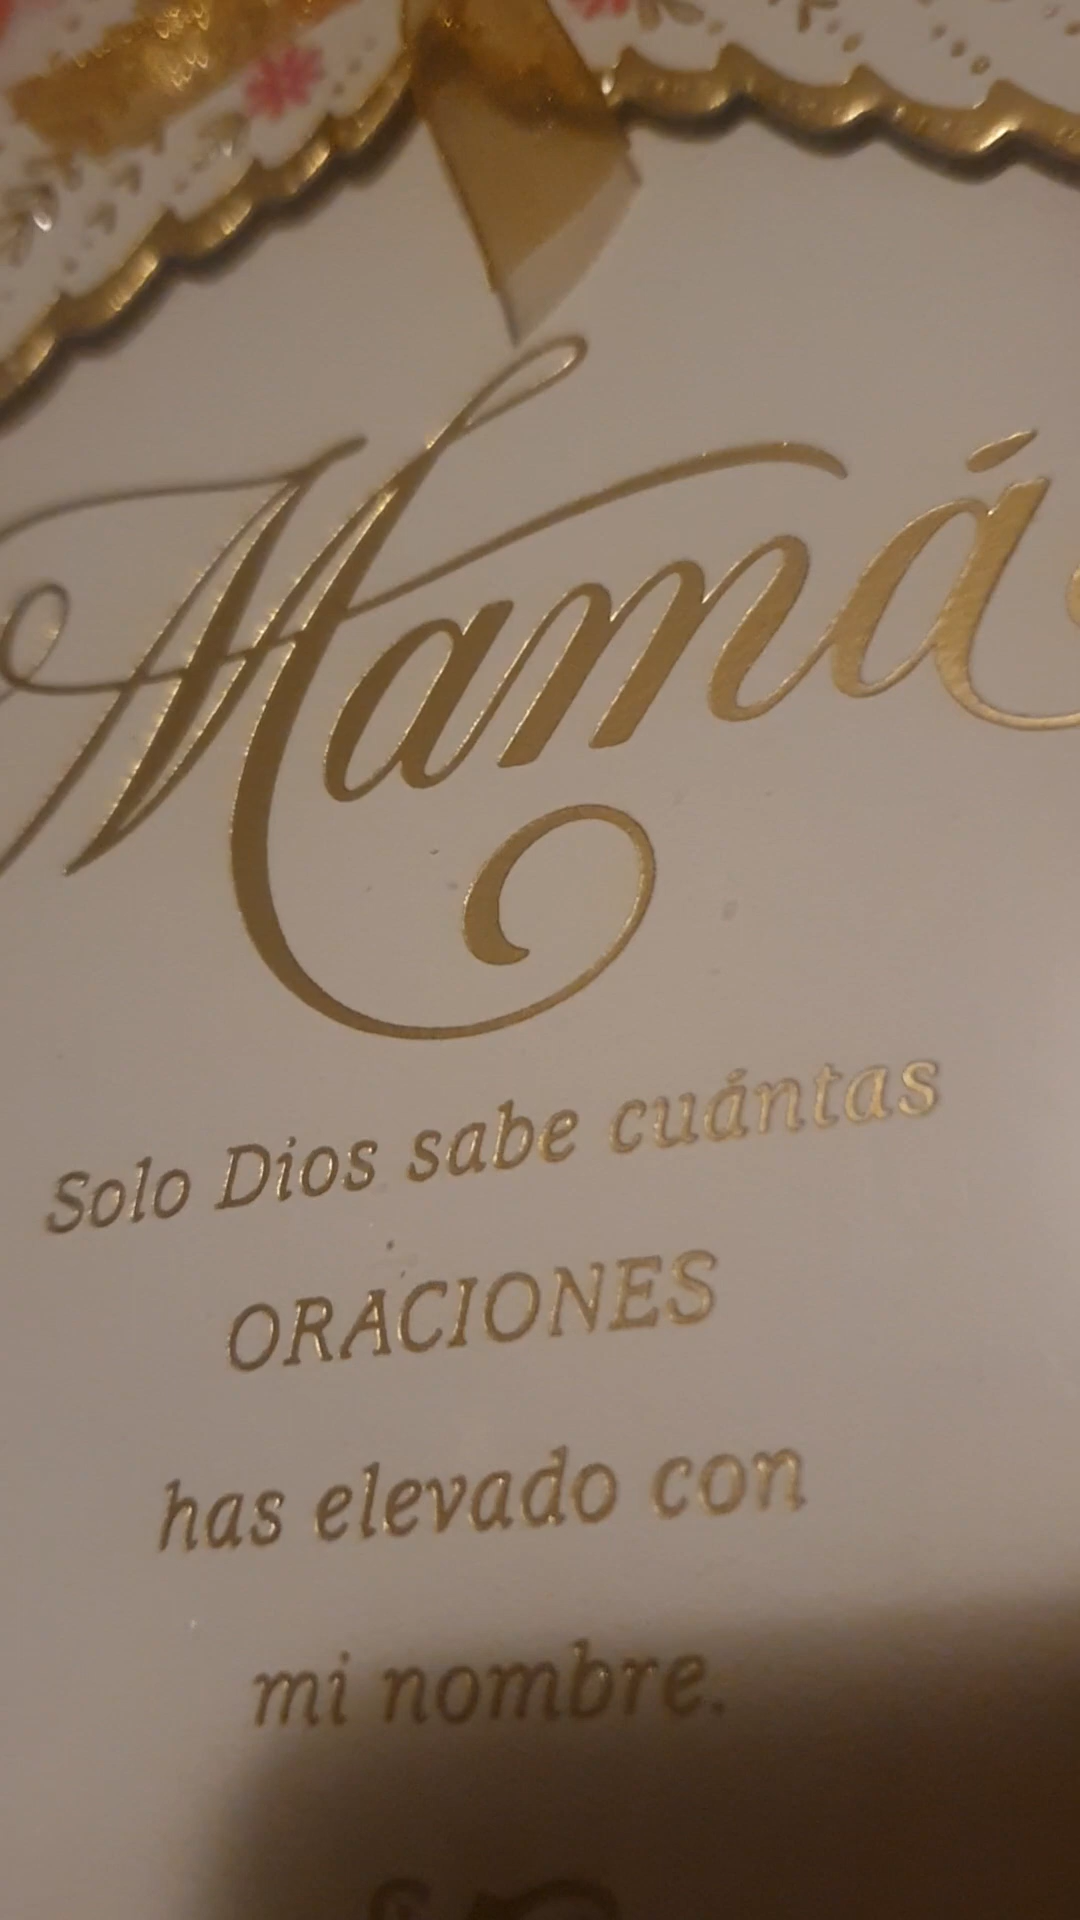 Mamá
Solo Dios sabe cuántas
ORACIONES
has elevado con
mi nombre.